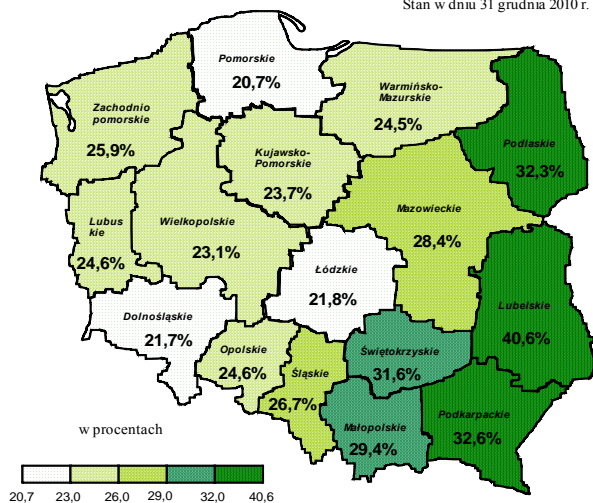 Stan w dniu 31 grudnia 2010 r.
Pomorskie
20,7%
Warmińsko-
Mazurskie
24,5%
Zachodnio
pomorskie
25,9%
Podlaskie
32,3%
Kujawsko-
Pomorskie
23,7%
Mazowieckie
28,4%
Lubus
kie
24,6%
Wielkopolskie
23,1%
Łódzkie
21,8%
Lubelskie
40,6%
Dolnośląskie
21,7%
Opolskie
24,6%
Śląskie
26,7%
Świętokrzyskie
31,6%
Małopolskie
29,4%
Podkarpackie
32,6%
w procentach
20,7 23,0 26,0 29,0 32,0 40,6